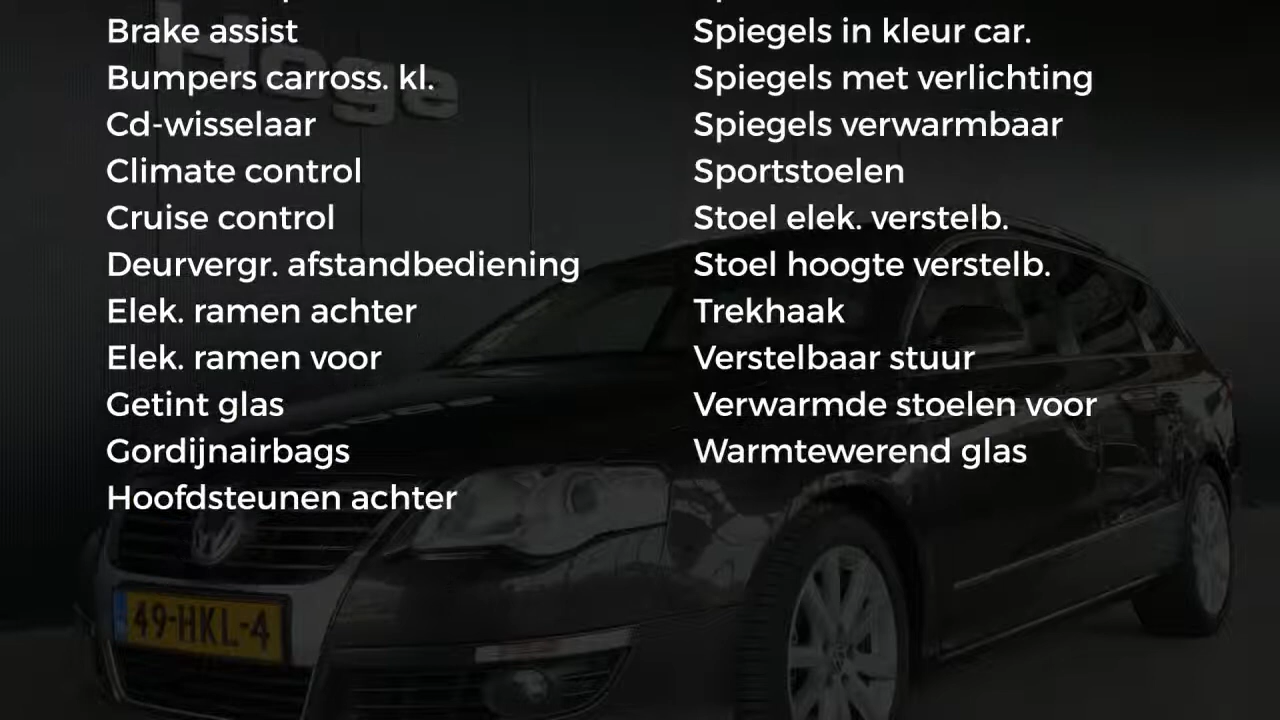 Brake assist
Bumpers carross. kl.
Cd-wisselaar
Climate control
Cruise control
Deurvergr. afstandbediening
Elek. ramen achter
Elek. ramen voor
Getint glas
Gordijnairbags
Hoofdsteunen achter
Spiegels in kleur car.
Spiegels met verlichting
Spiegels verwarmbaar
Sportstoelen
Stoel elek. verstelb.
Stoel hoogte verstelb.
Trekhaak
Verstelbaar stuur
Verwarmde stoelen voor
Warmtewerend glas
Hoge
49-HKL-4